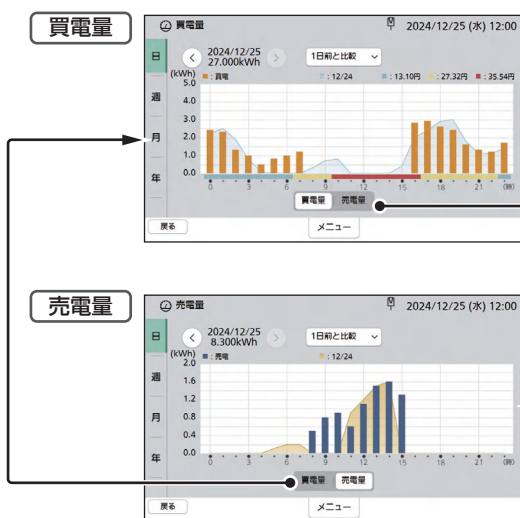 買電量
買電量 2024/12/25 (水) 12:00
日
週
月
年
2024/12/25
27.000kWh
1日前と比較
(kWh) :買電 :12/24 :13.10円 :27.32円 :35.54円
5.0
4.0
3.0
2.0
1.0
0.0
0 3 6 9 12 15 18 21 (時)
買電量 売電量
戻る メニュー
売電量
売電量 2024/12/25 (水) 12:00
日
週
月
年
2024/12/25
8.300kWh
1日前と比較
(kWh) :売電 :12/24
2.0
1.6
1.2
0.8
0.4
0.0
0 3 6 9 12 15 18 21 (時)
買電量 売電量
戻る メニュー